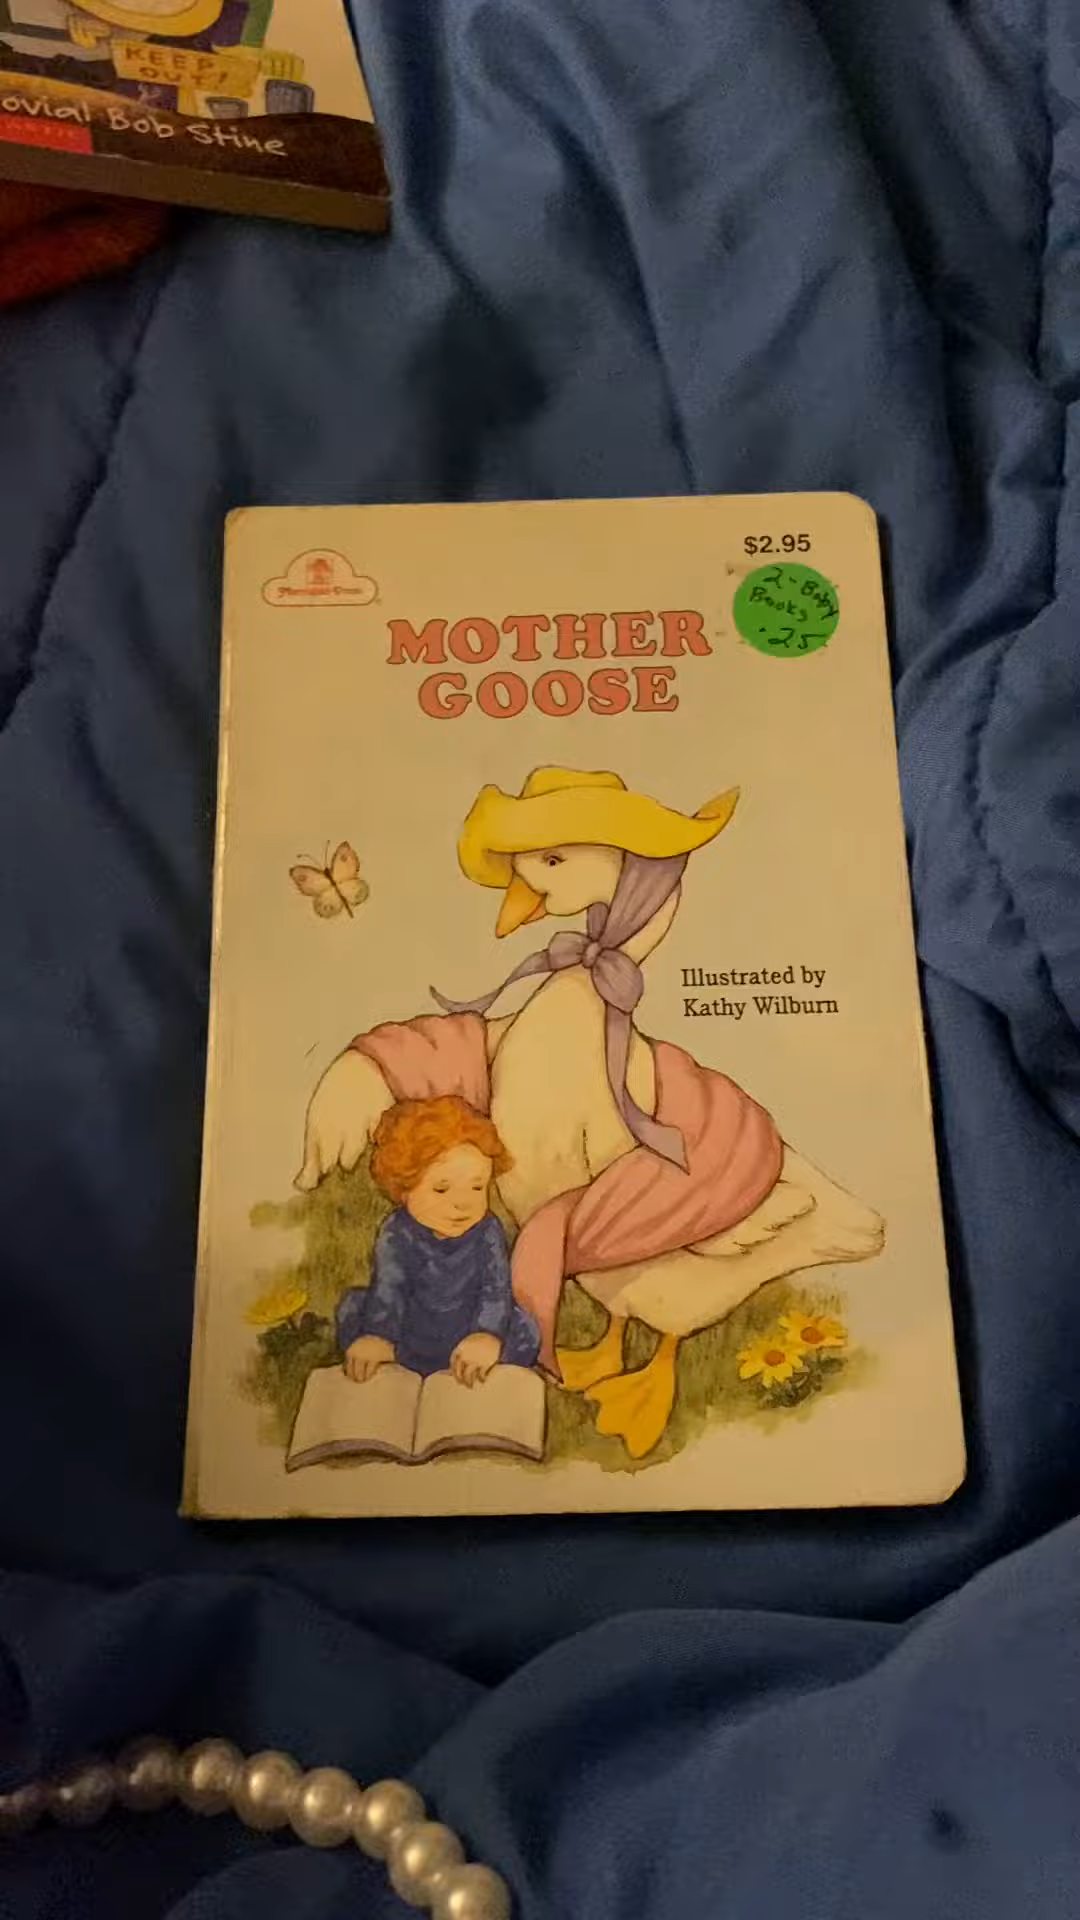 KEEP
OUT!
ovial Bob Stine
$2.95
2-Baby
Books
.25
MOTHER
GOOSE
Illustrated by
Kathy Wilburn